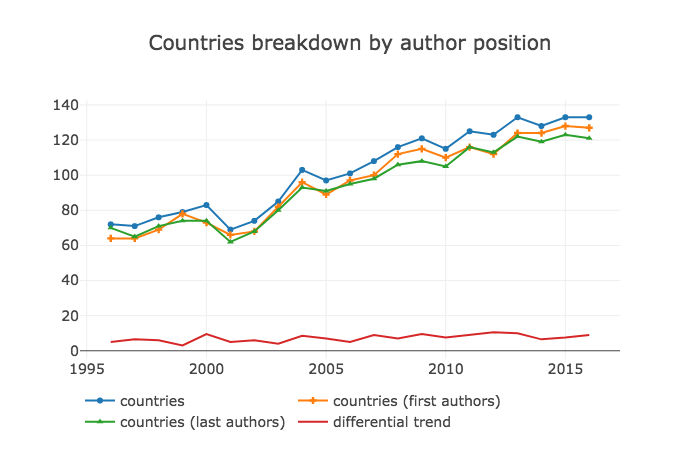 Countries breakdown by author position
140
120
100
80
60
40
20
0
1995 2000 2005 2010 2015
countries countries (first authors)
countries (last authors) differential trend